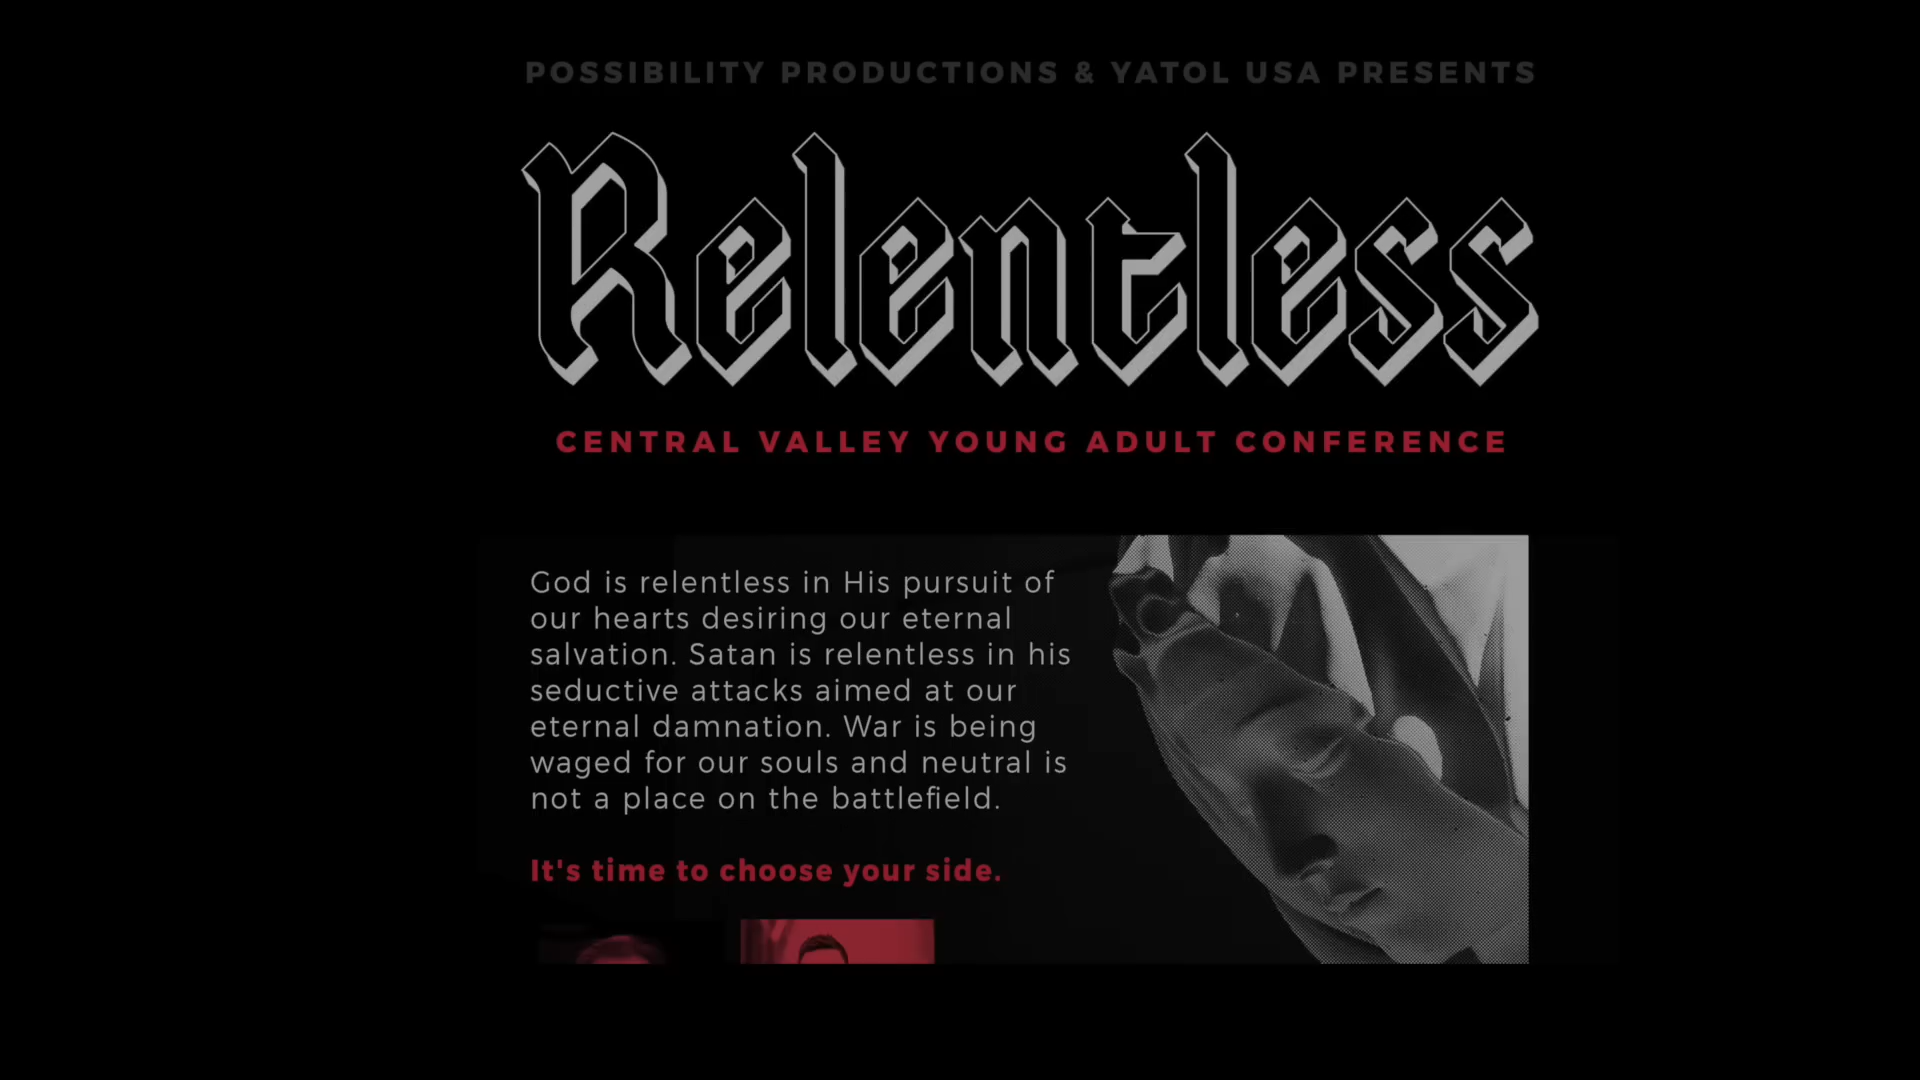 POSSIBILITY PRODUCTIONS & YATOL USA PRESENTS
Relentless
CENTRAL VALLEY YOUNG ADULT CONFERENCE
God is relentless in His pursuit of
our hearts desiring our eternal
salvation. Satan is relentless in his
seductive attacks aimed at our
eternal damnation. War is being
waged for our souls and neutral is
not a place on the battlefield.
It's time to choose your side.